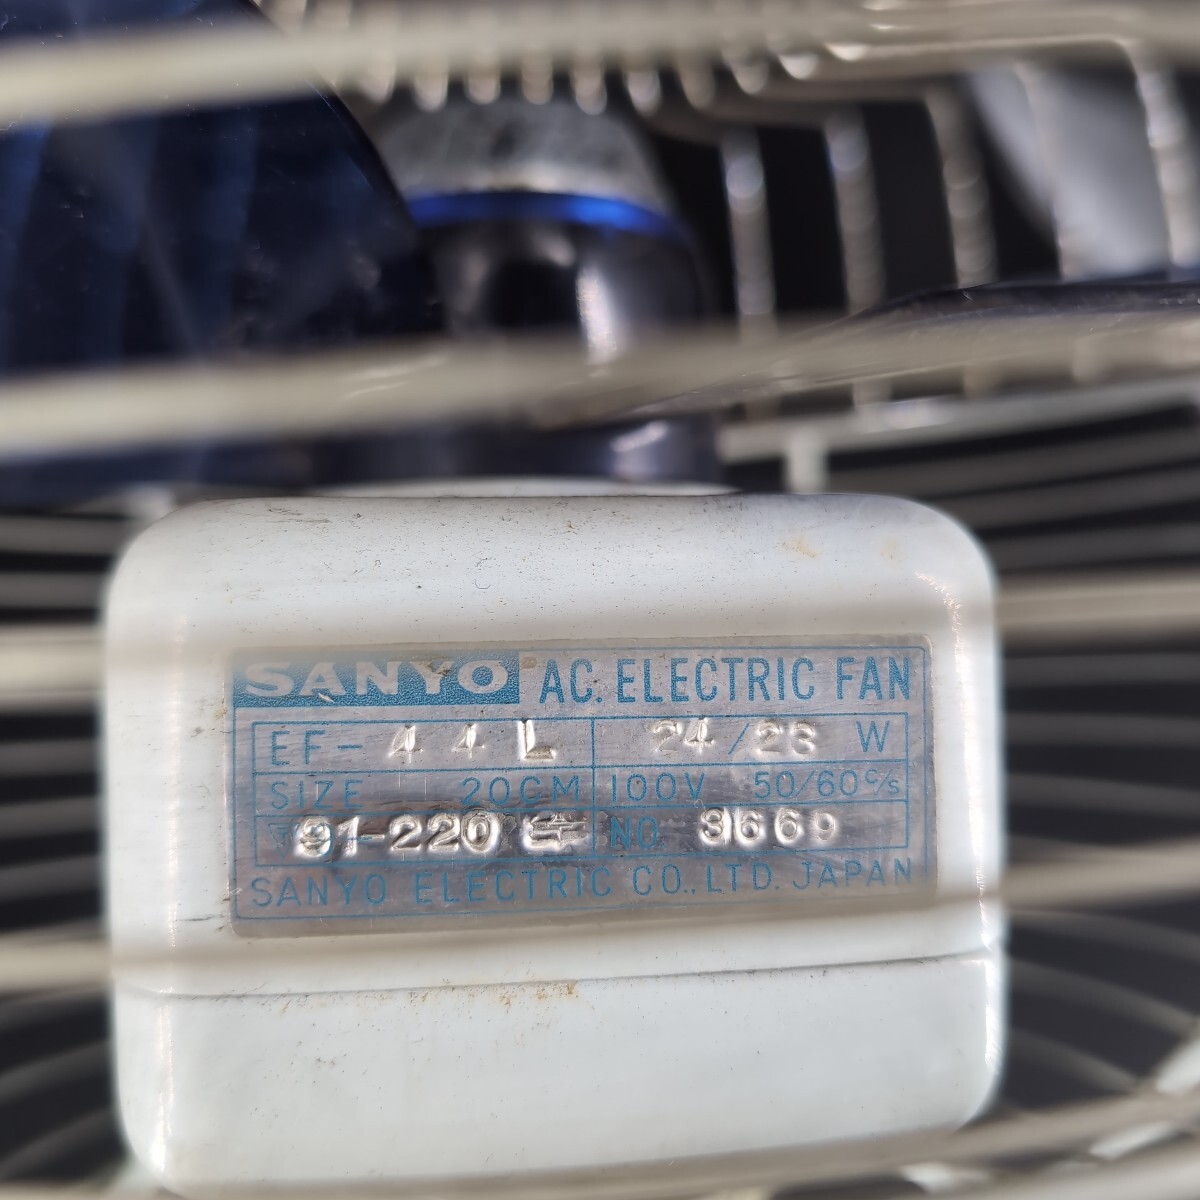 SANYO AC. ELECTRIC FAN
EF- 44L 24/23 W
SIZE 20CM 100V 50/60 c/s
91-220 NO 3669
SANYO ELECTRIC CO., LTD. JAPAN